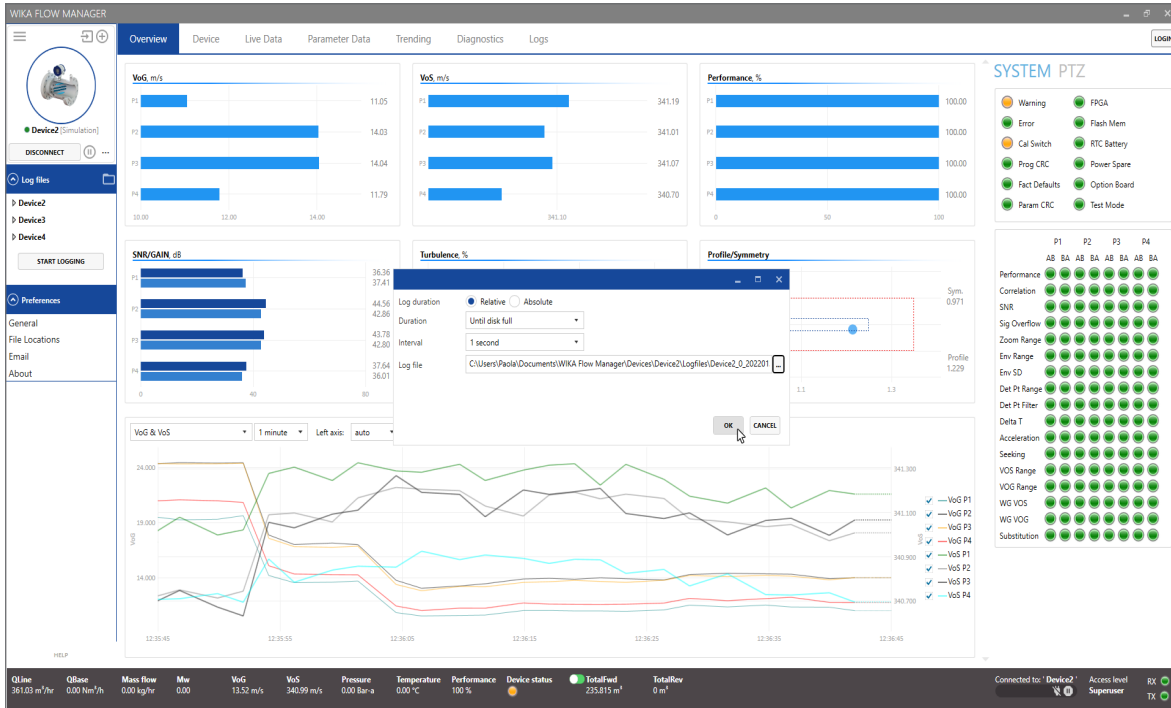 WIKA FLOW MANAGER
Overview Device Live Data Parameter Data Trending Diagnostics Logs
LOGIN
Device2 [Simulation]
DISCONNECT ...
Log files
Device2
Device3
Device4
START LOGGING
Preferences
General
File Locations
Email
About
HELP
VoG, m/s
P1 11.05
P2 14.03
P3 14.04
P4 11.79
10.00 12.00 14.00
VoS, m/s
P1 341.19
P2 341.01
P3 341.07
P4 340.70
341.10
Performance, %
P1 100.00
P2 100.00
P3 100.00
P4 100.00
0 50 100
SNR/GAIN, dB
P1 36.36
37.41
P2 44.56
42.86
P3 43.78
42.80
P4 37.64
36.01
0 40 80
Turbulence, %
Profile/Symmetry
Sym.
0.971
Profile
1.229
1.1 1.3
Log duration Relative Absolute
Duration Until disk full
Interval 1 second
Log file C:\Users\Paola\Documents\WIKA Flow Manager\Devices\Device2\Logfiles\Device2_0_202201 ...
OK CANCEL
VoG & VoS 1 minute Left axis: auto
24.000
19.000
14.000
VoG
341.300
341.100
340.900
340.700
VoS
12:35:45 12:35:55 12:36:05 12:36:15 12:36:25 12:36:35 12:36:45
VoG P1
VoG P2
VoG P3
VoG P4
VoS P1
VoS P2
VoS P3
VoS P4
SYSTEM PTZ
Warning FPGA
Error Flash Mem
Cal Switch RTC Battery
Prog CRC Power Spare
Fact Defaults Option Board
Param CRC Test Mode
P1 P2 P3 P4
AB BA AB BA AB BA AB BA
Performance
Correlation
SNR
Sig Overflow
Zoom Range
Env Range
Env SD
Det Pt Range
Det Pt Filter
Delta T
Acceleration
Seeking
VOS Range
VOG Range
WG VOS
WG VOG
Substitution
QLine QBase Mass flow Mw VoG VoS Pressure Temperature Performance Device status TotalFwd TotalRev
361.03 m³/hr 0.00 Nm³/h 0.00 kg/hr 0.00 13.52 m/s 340.99 m/s 0.00 Bar-a 0.00 °C 100 % 235.815 m³ 0 m³
Connected to: 'Device2' Access level RX
Superuser TX